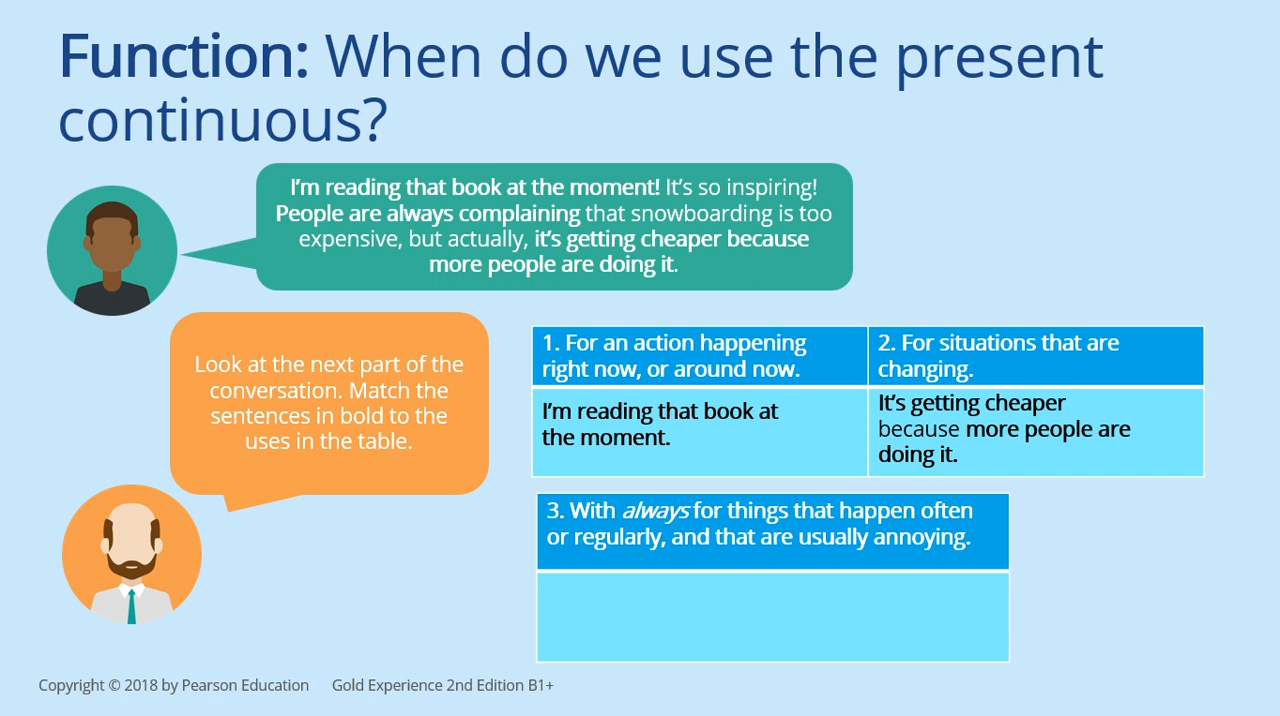 Function: When do we use the present
continuous?
I’m reading that book at the moment! It’s so inspiring!
People are always complaining that snowboarding is too
expensive, but actually, it’s getting cheaper because
more people are doing it.
Look at the next part of the
conversation. Match the
sentences in bold to the
uses in the table.
1. For an action happening
right now, or around now.
2. For situations that are
changing.
I’m reading that book at
the moment.
It’s getting cheaper
because more people are
doing it.
3. With always for things that happen often
or regularly, and that are usually annoying.
Copyright © 2018 by Pearson Education
Gold Experience 2nd Edition B1+